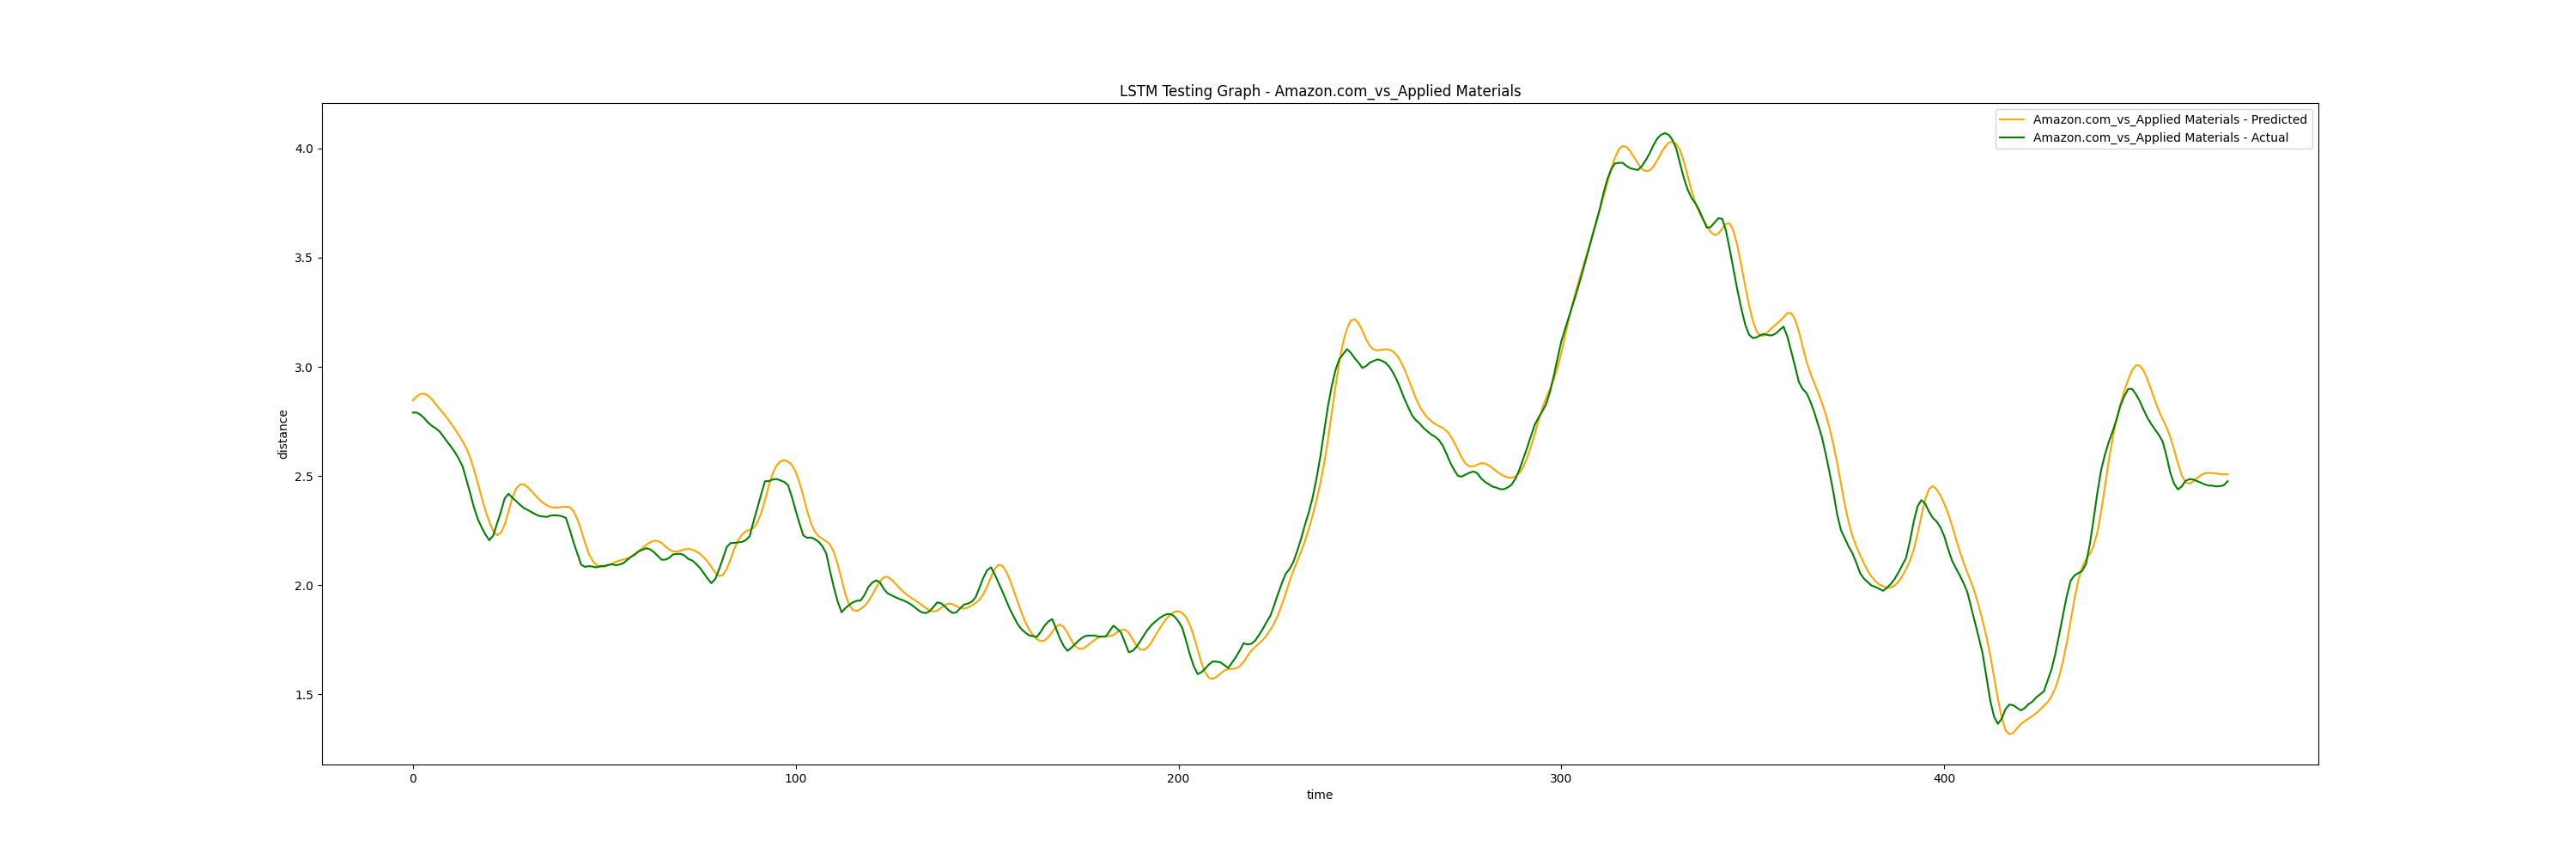 LSTM Testing Graph - Amazon.com_vs_Applied Materials
Amazon.com_vs_Applied Materials - Predicted
Amazon.com_vs_Applied Materials - Actual
4.0
3.5
3.0
2.5
2.0
1.5
distance
0 100 200 300 400
time